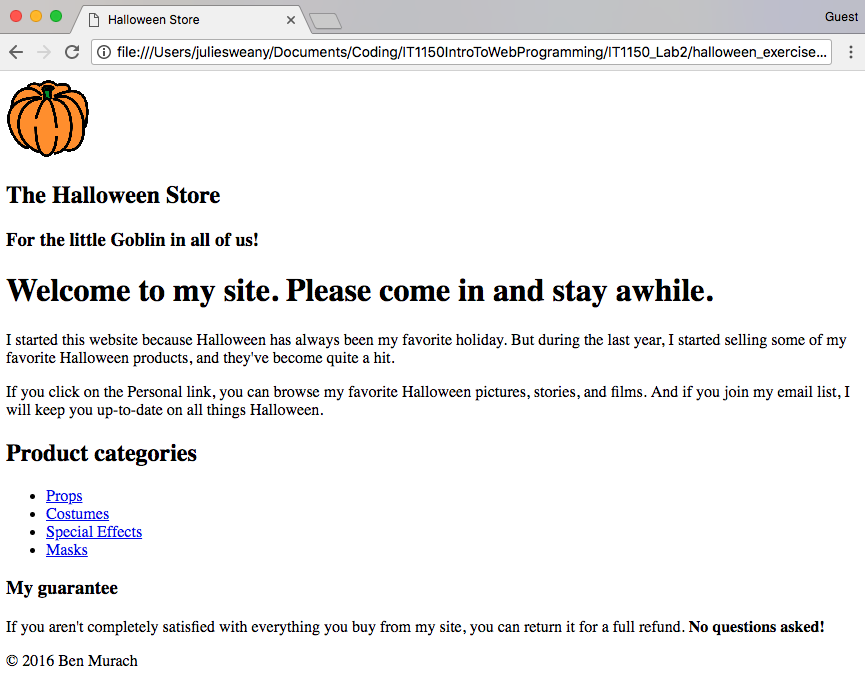 Halloween Store
Guest
file:///Users/juliesweany/Documents/Coding/IT1150IntroToWebProgramming/IT1150_Lab2/halloween_exercise...
The Halloween Store
For the little Goblin in all of us!
Welcome to my site. Please come in and stay awhile.
I started this website because Halloween has always been my favorite holiday. But during the last year, I started selling some of my
favorite Halloween products, and they've become quite a hit.
If you click on the Personal link, you can browse my favorite Halloween pictures, stories, and films. And if you join my email list, I
will keep you up-to-date on all things Halloween.
Product categories
• Props
• Costumes
• Special Effects
• Masks
My guarantee
If you aren't completely satisfied with everything you buy from my site, you can return it for a full refund. No questions asked!
© 2016 Ben Murach